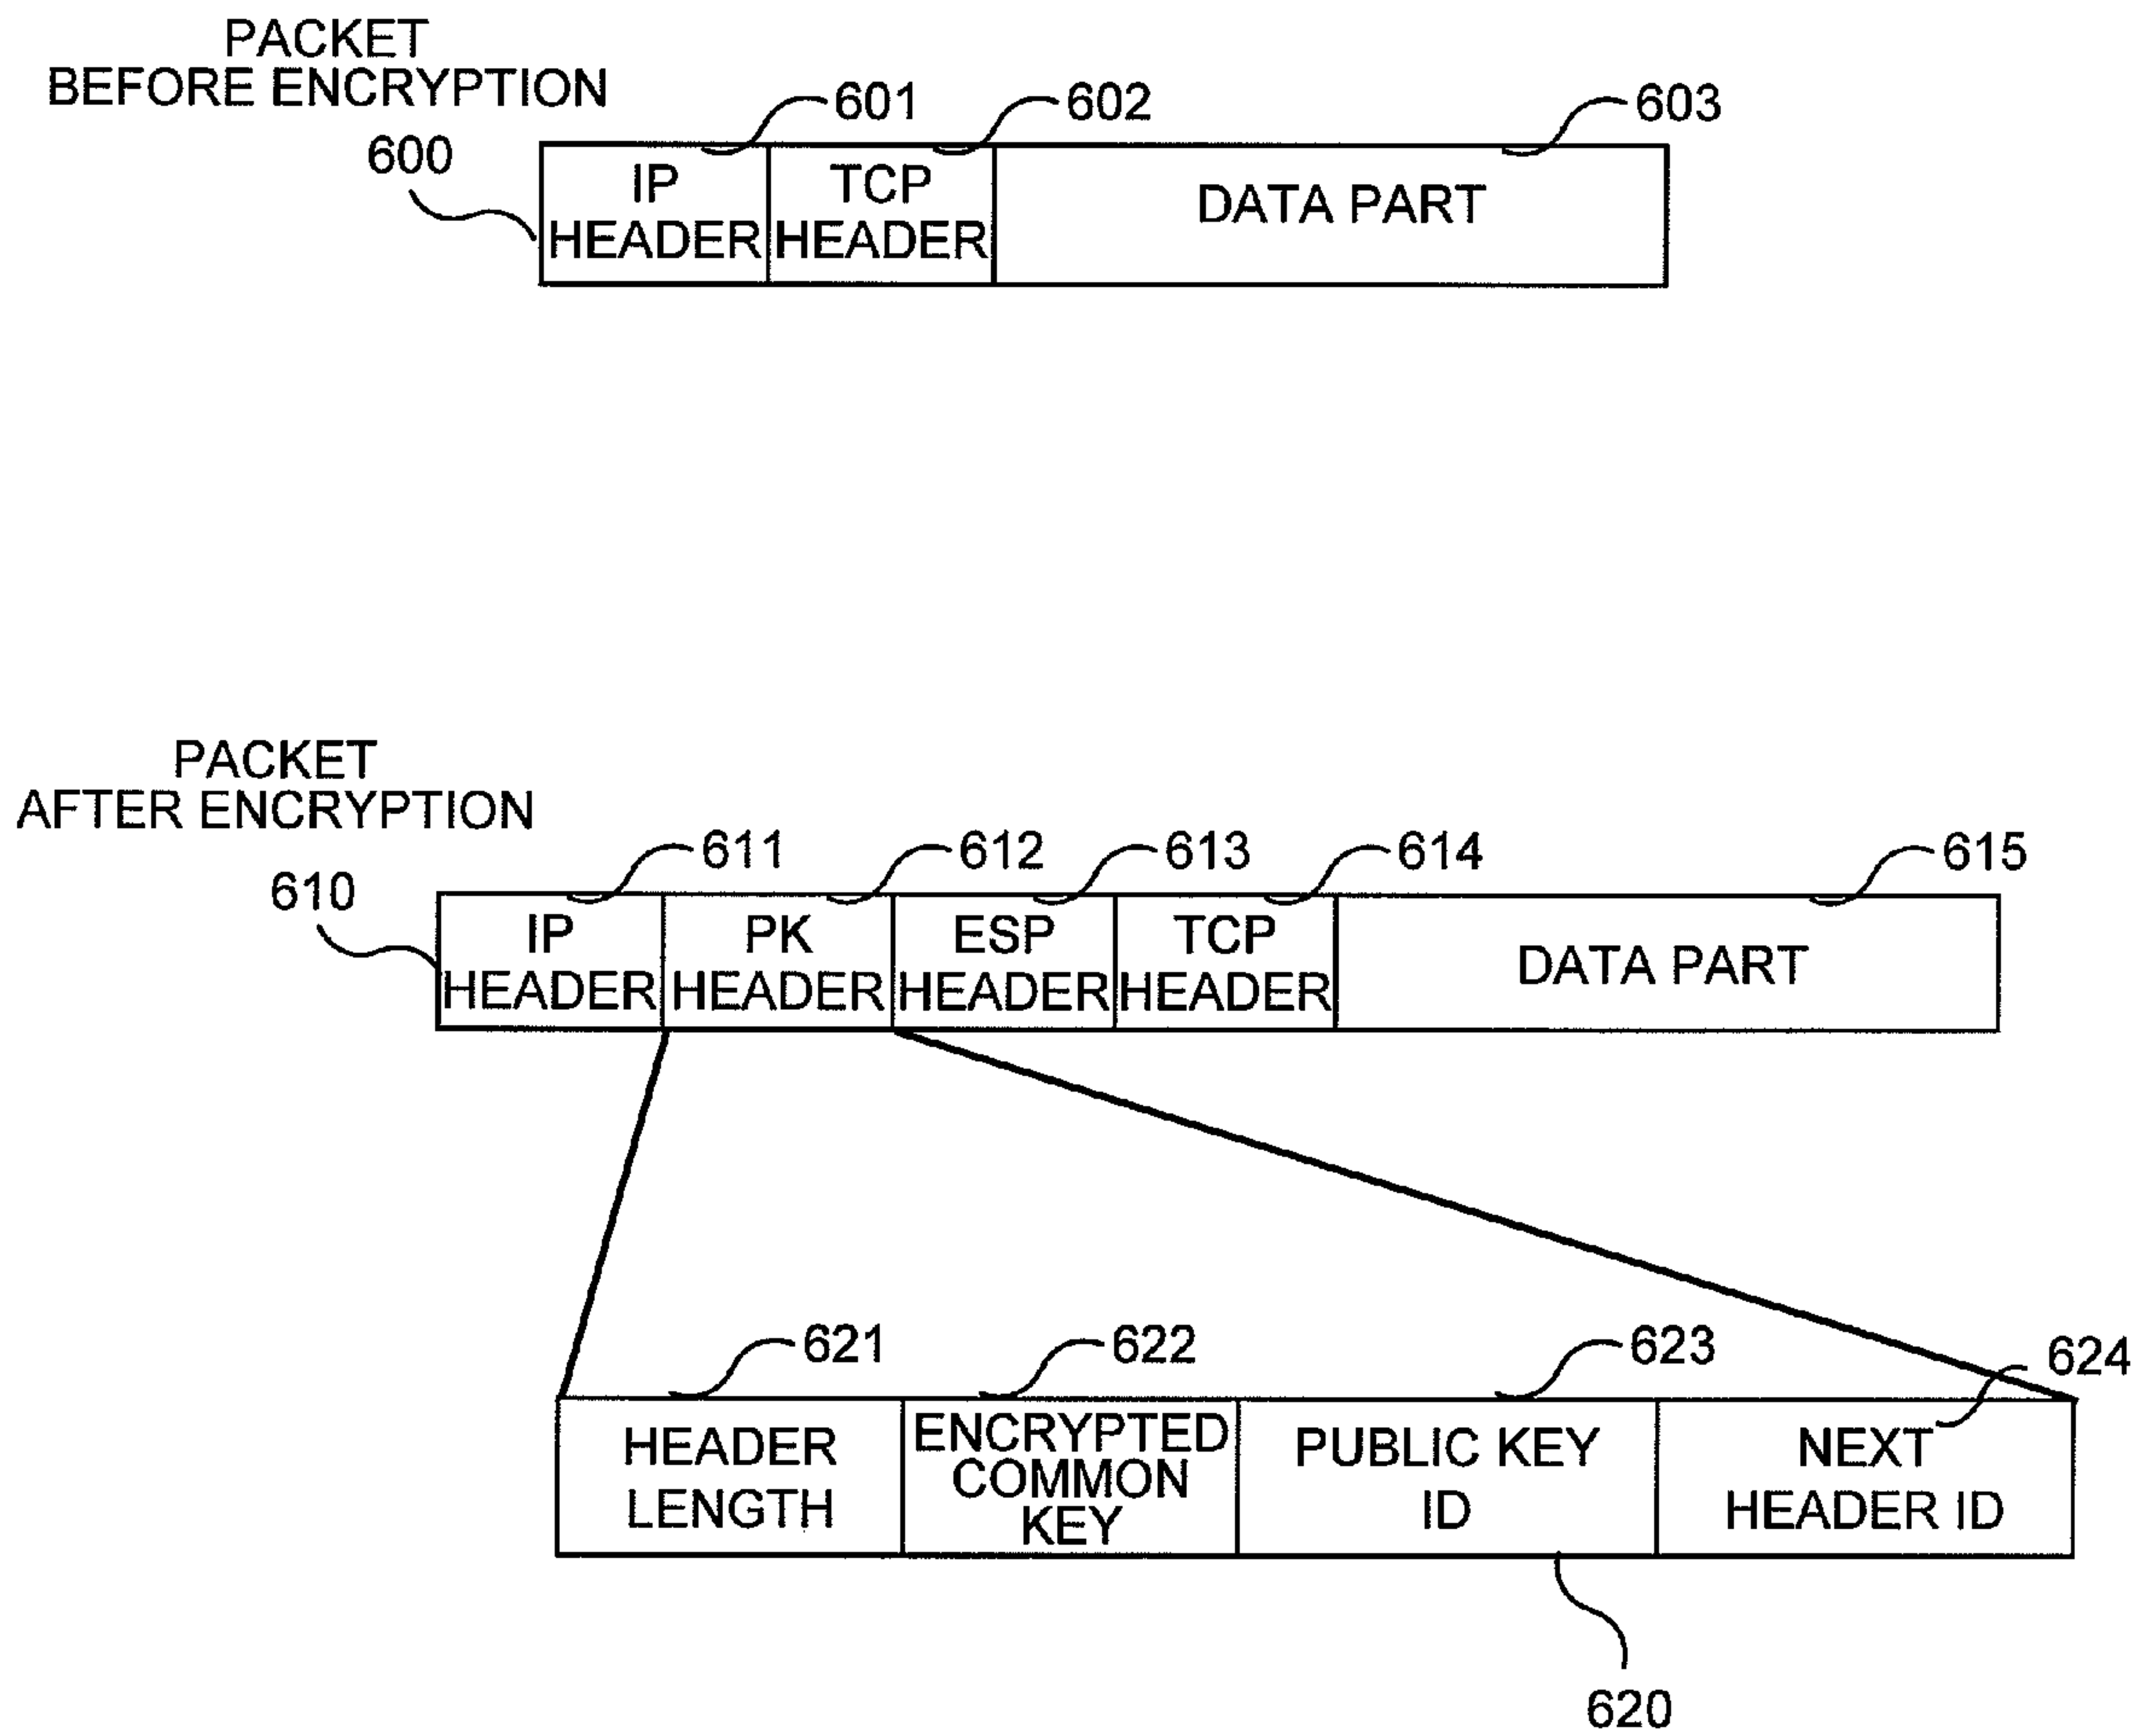 PACKET
BEFORE ENCRYPTION
601
602
603
600
IP
HEADER
TCP
HEADER
DATA PART
PACKET
AFTER ENCRYPTION
611
612
613
614
615
610
IP
HEADER
PK
HEADER
ESP
HEADER
TCP
HEADER
DATA PART
621
622
623
624
HEADER
LENGTH
ENCRYPTED
COMMON
KEY
PUBLIC KEY
ID
NEXT
HEADER ID
620